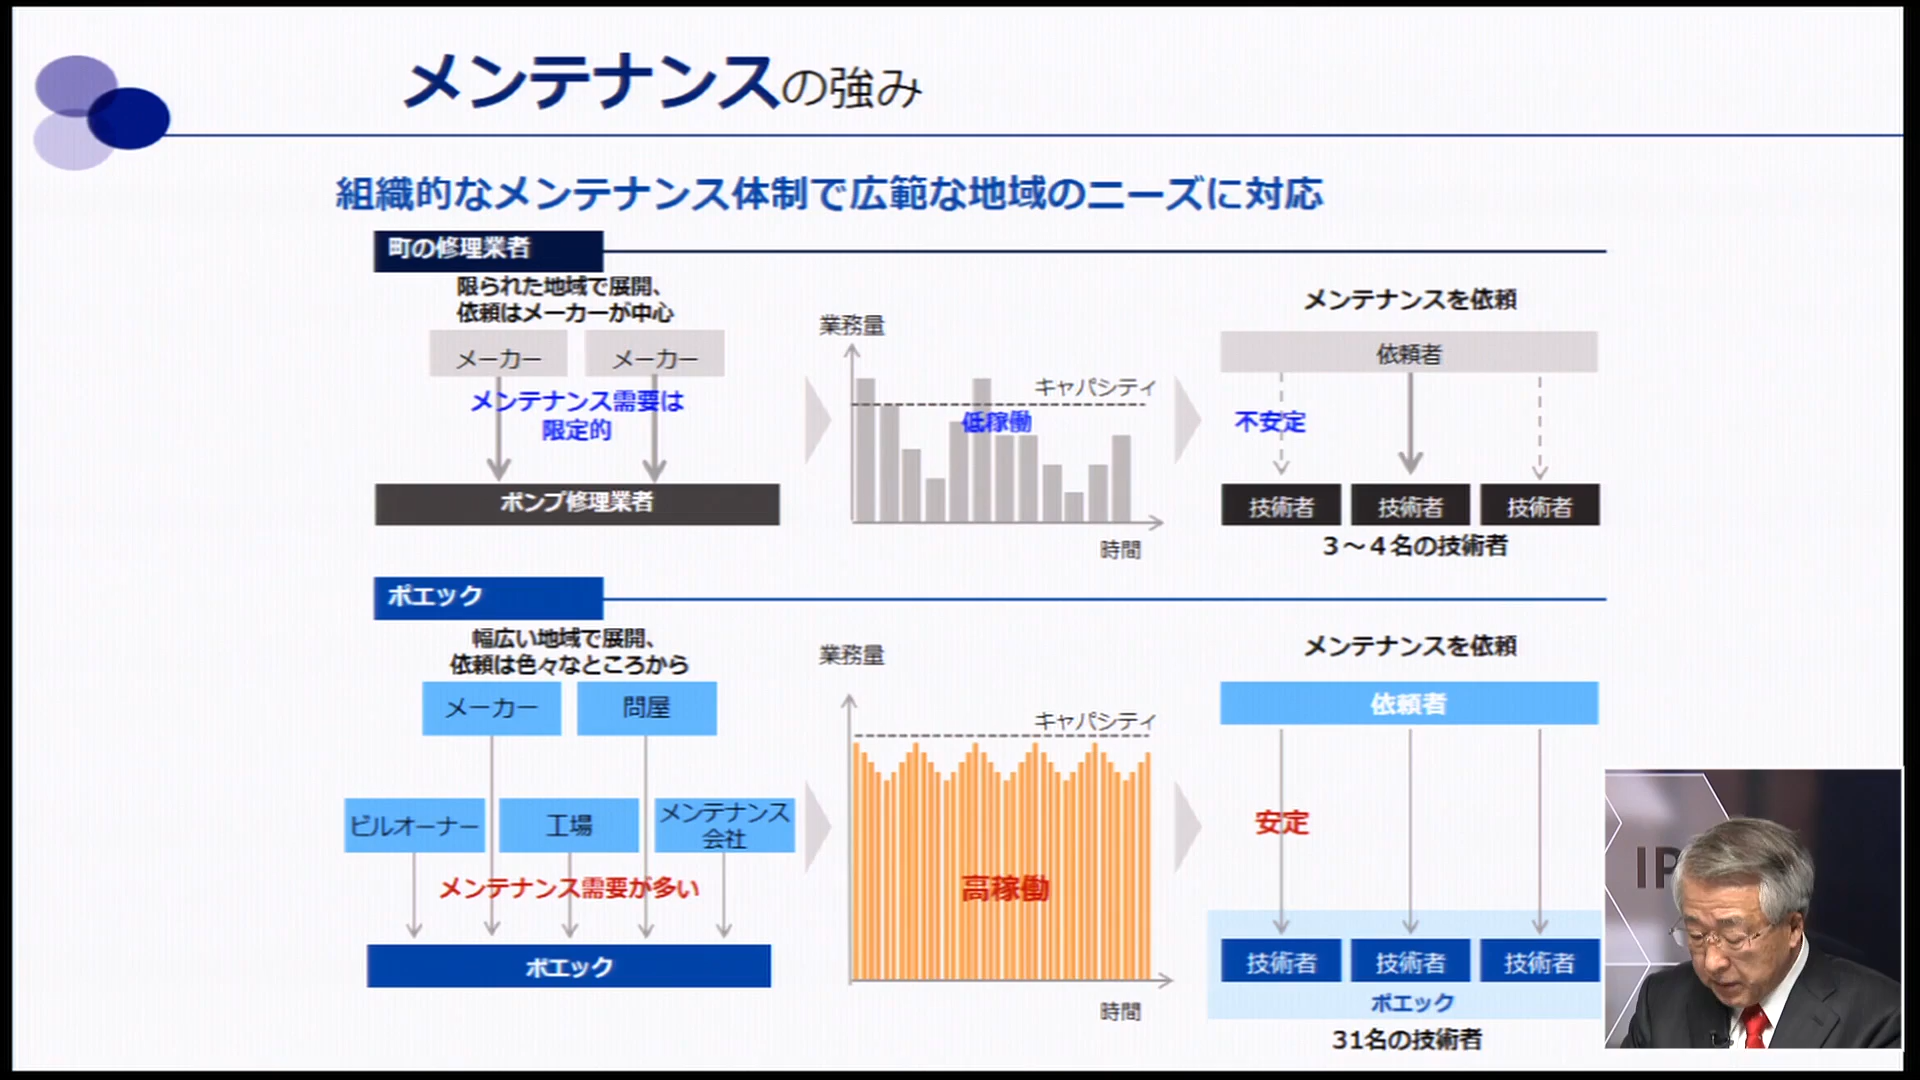 メンテナンスの強み
組織的なメンテナンス体制で広範な地域のニーズに対応
町の修理業者
限られた地域で展開、
依頼はメーカーが中心
メーカー
メーカー
メンテナンス需要は
限定的
ポンプ修理業者
業務量
キャパシティ
低稼働
時間
メンテナンスを依頼
依頼者
不安定
技術者
技術者
技術者
３～４名の技術者
ポエック
幅広い地域で展開、
依頼は色々なところから
メーカー
問屋
ビルオーナー
工場
メンテナンス
会社
メンテナンス需要が多い
ポエック
業務量
キャパシティ
高稼働
時間
メンテナンスを依頼
依頼者
安定
技術者
技術者
技術者
ポエック
31名の技術者